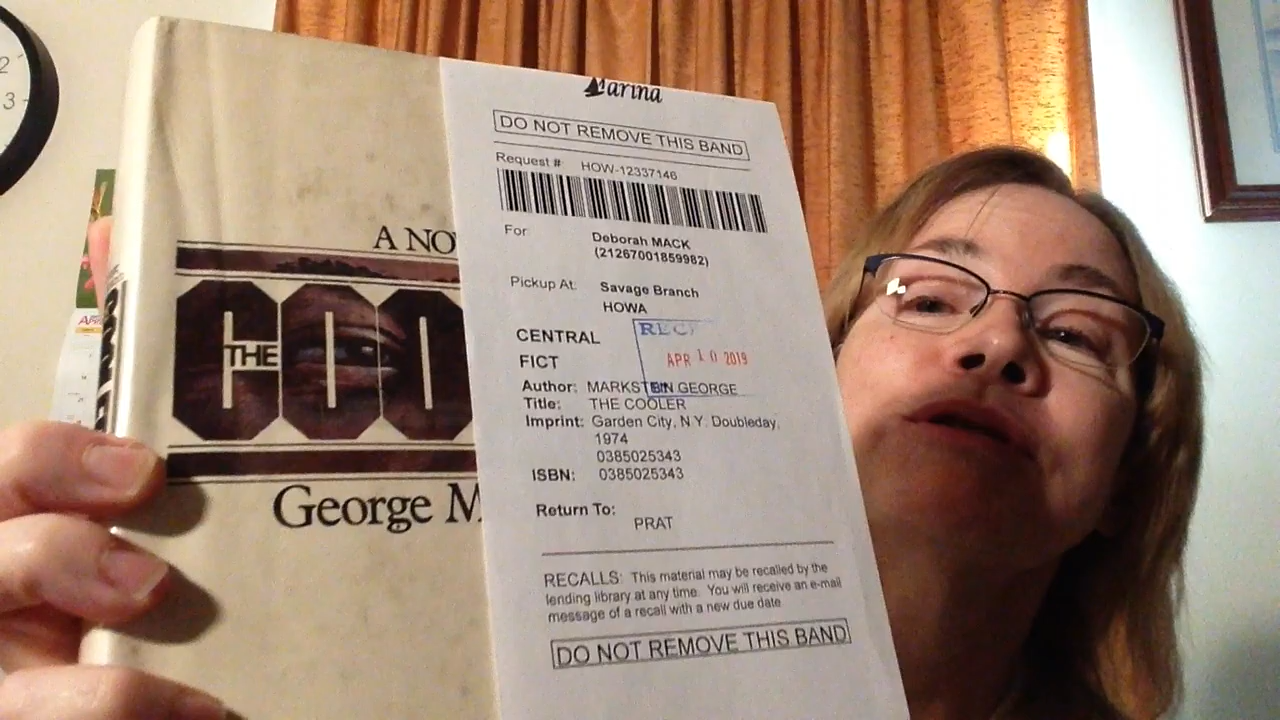 2
3
A NO
THE
COO
George M
Marina
DO NOT REMOVE THIS BAND
Request # HOW-12337146
For Deborah MACK
(21267001859982)
Pickup At: Savage Branch
HOWA
CENTRAL
FICT
APR 10 2019
Author: MARKSTEIN GEORGE
Title: THE COOLER
Imprint: Garden City, N.Y. Doubleday,
1974
0385025343
ISBN: 0385025343
Return To:
PRAT
RECALLS: This material may be recalled by the
lending library at any time. You will receive an e-mail
message of a recall with a new due date
DO NOT REMOVE THIS BAND